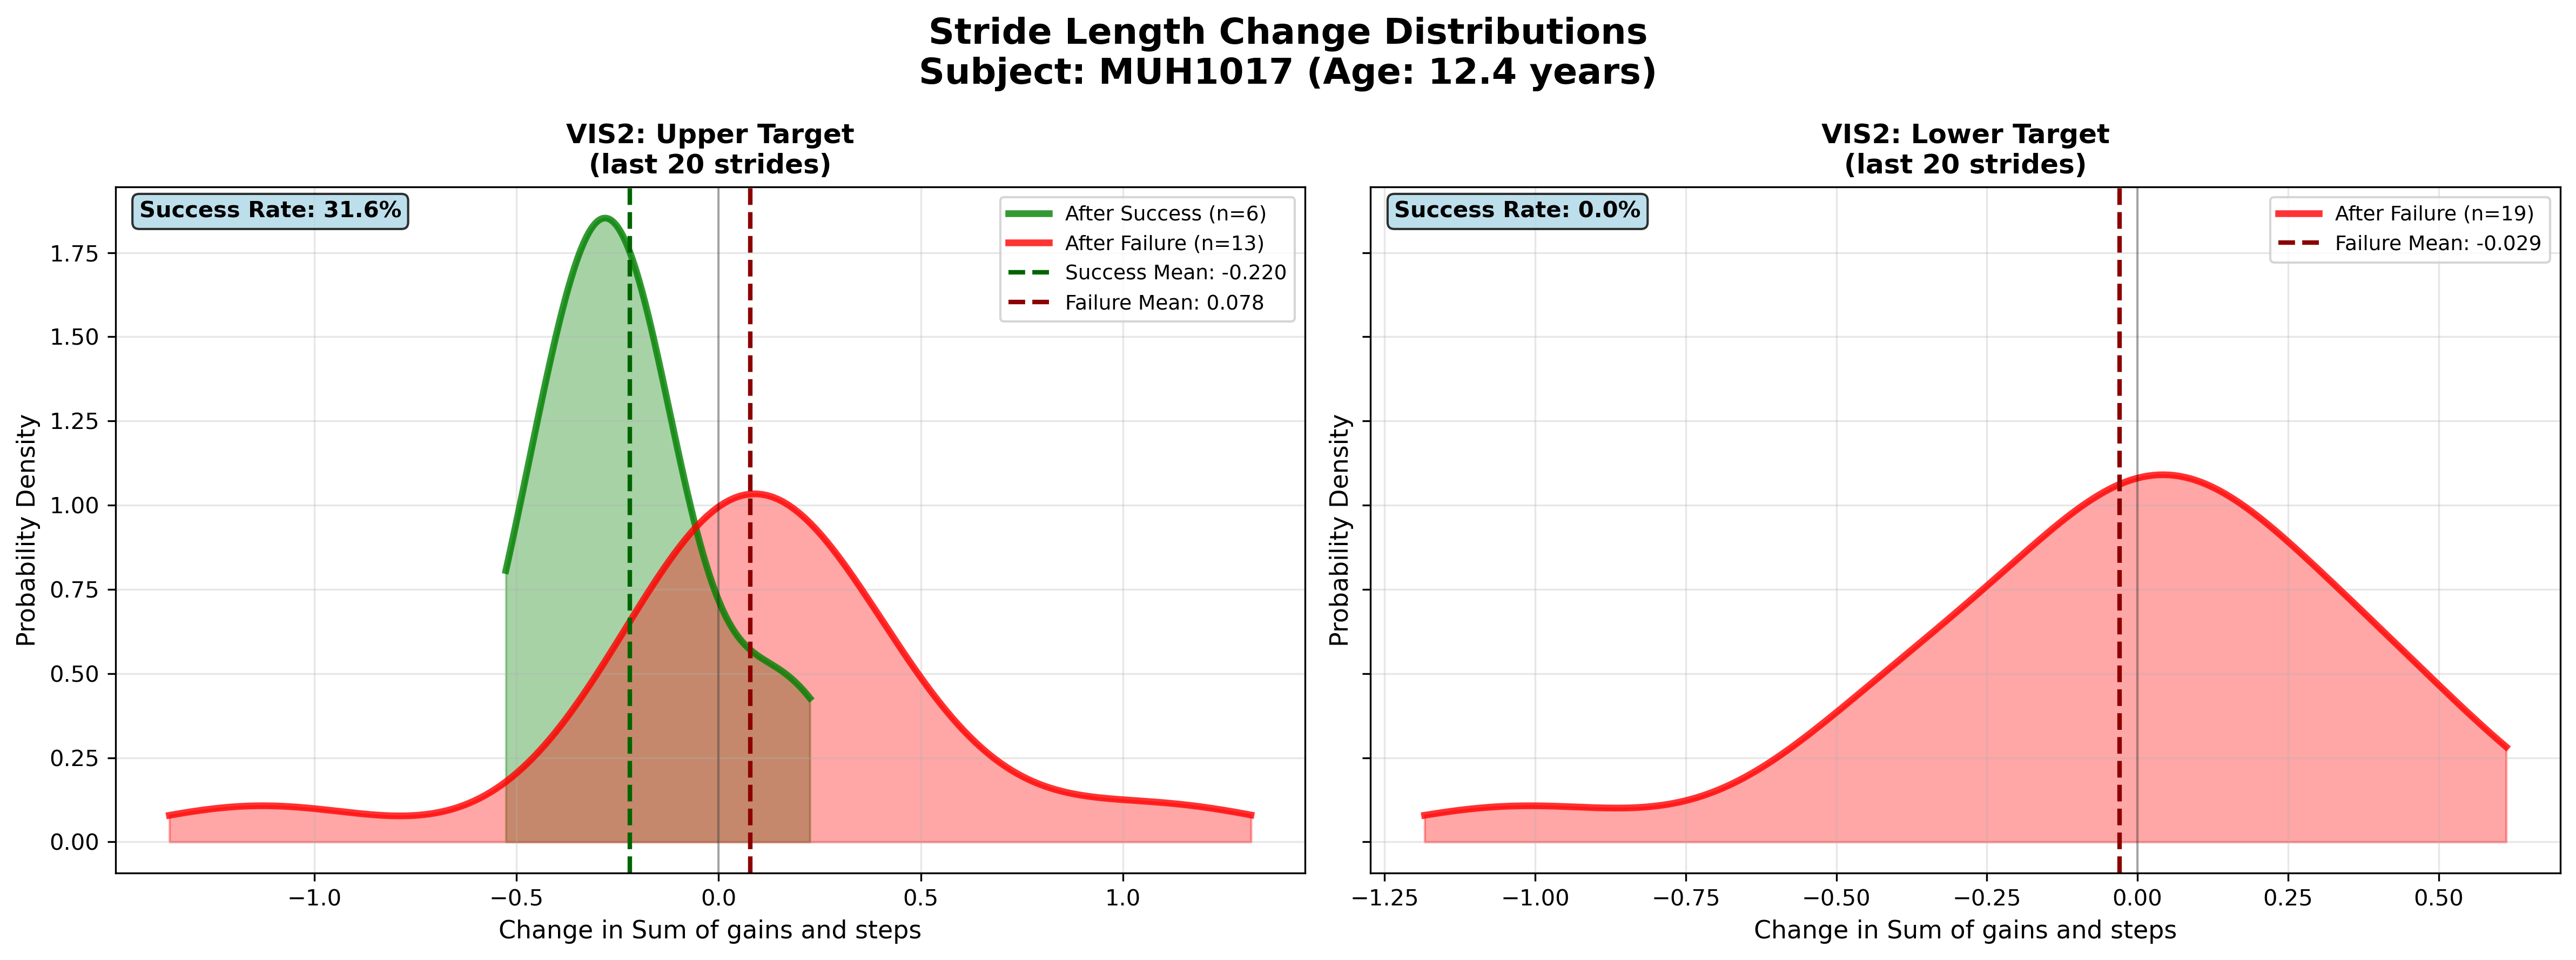 Stride Length Change Distributions
Subject: MUH1017 (Age: 12.4 years)
VIS2: Upper Target
(last 20 strides)
Success Rate: 31.6%
After Success (n=6)
After Failure (n=13)
Success Mean: -0.220
Failure Mean: 0.078
Probability Density
1.75
1.50
1.25
1.00
0.75
0.50
0.25
0.00
−1.0
−0.5
0.0
0.5
1.0
Change in Sum of gains and steps
VIS2: Lower Target
(last 20 strides)
Success Rate: 0.0%
After Failure (n=19)
Failure Mean: -0.029
Probability Density
−1.25
−1.00
−0.75
−0.50
−0.25
0.00
0.25
0.50
Change in Sum of gains and steps